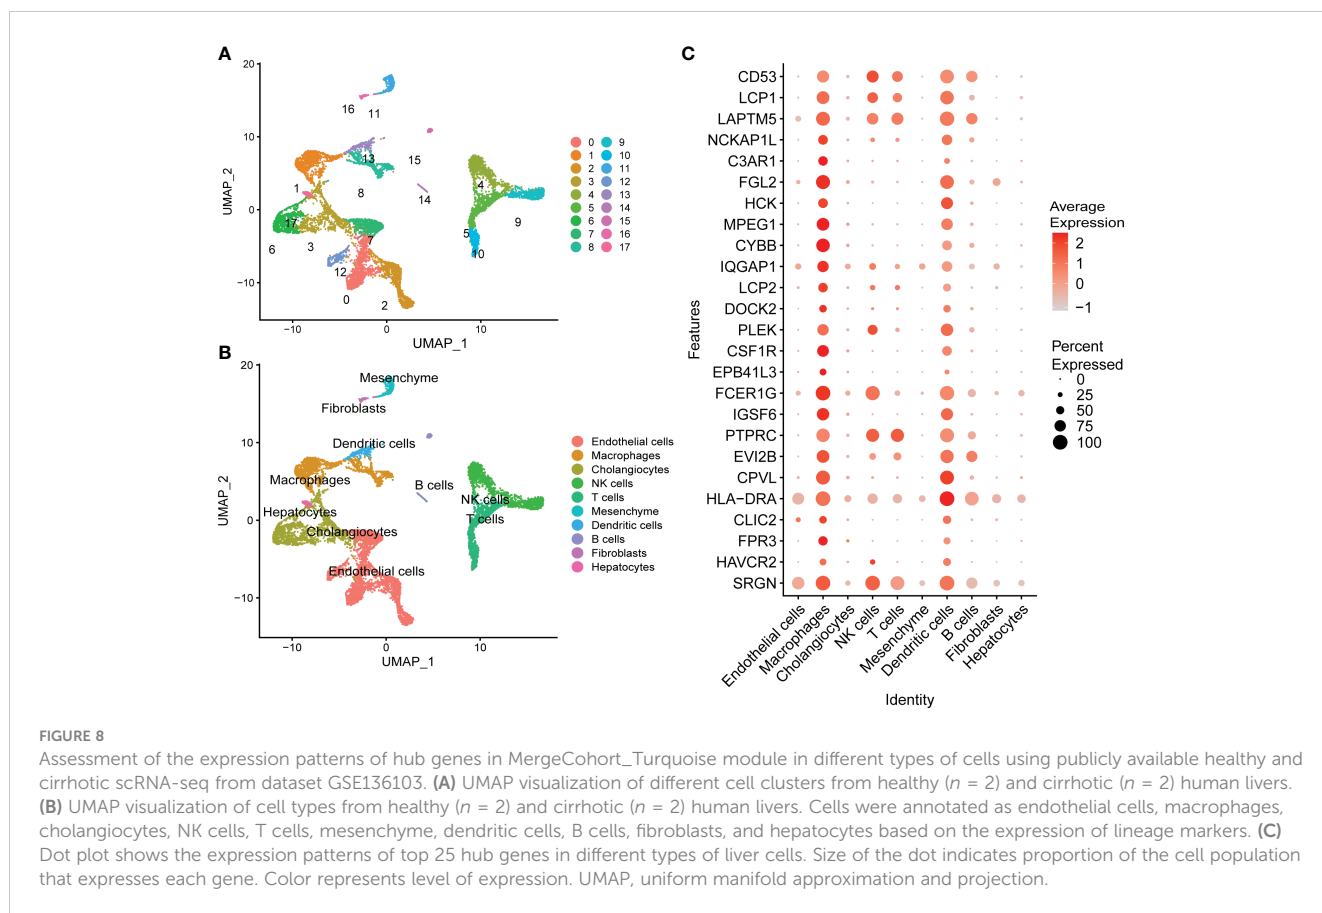 A
20
10
0
−10
UMAP_2
−10
0
10
UMAP_1
16
11
13
15
8
14
4
1
17
9
6
3
7
5
10
12
0
2
0
1
2
3
4
5
6
7
8
9
10
11
12
13
14
15
16
17
B
20
10
0
−10
UMAP_2
−10
0
10
UMAP_1
Mesenchyme
Fibroblasts
Dendritic cells
Macrophages
B cells
NK cells
Hepatocytes
T cells
Cholangiocytes
Endothelial cells
Endothelial cells
Macrophages
Cholangiocytes
NK cells
T cells
Mesenchyme
Dendritic cells
B cells
Fibroblasts
Hepatocytes
C
Features
CD53
LCP1
LAPTM5
NCKAP1L
C3AR1
FGL2
HCK
MPEG1
CYBB
IQGAP1
LCP2
DOCK2
PLEK
CSF1R
EPB41L3
FCER1G
IGSF6
PTPRC
EVI2B
CPVL
HLA−DRA
CLIC2
FPR3
HAVCR2
SRGN
Endothelial cells
Macrophages
Cholangiocytes
NK cells
T cells
Mesenchyme
Dendritic cells
B cells
Fibroblasts
Hepatocytes
Identity
Average
Expression
2
1
0
−1
Percent
Expressed
0
25
50
75
100
FIGURE 8
Assessment of the expression patterns of hub genes in MergeCohort_Turquoise module in different types of cells using publicly available healthy and
cirrhotic scRNA-seq from dataset GSE136103. (A) UMAP visualization of different cell clusters from healthy (n = 2) and cirrhotic (n = 2) human livers.
(B) UMAP visualization of cell types from healthy (n = 2) and cirrhotic (n = 2) human livers. Cells were annotated as endothelial cells, macrophages,
cholangiocytes, NK cells, T cells, mesenchyme, dendritic cells, B cells, fibroblasts, and hepatocytes based on the expression of lineage markers. (C)
Dot plot shows the expression patterns of top 25 hub genes in different types of liver cells. Size of the dot indicates proportion of the cell population
that expresses each gene. Color represents level of expression. UMAP, uniform manifold approximation and projection.